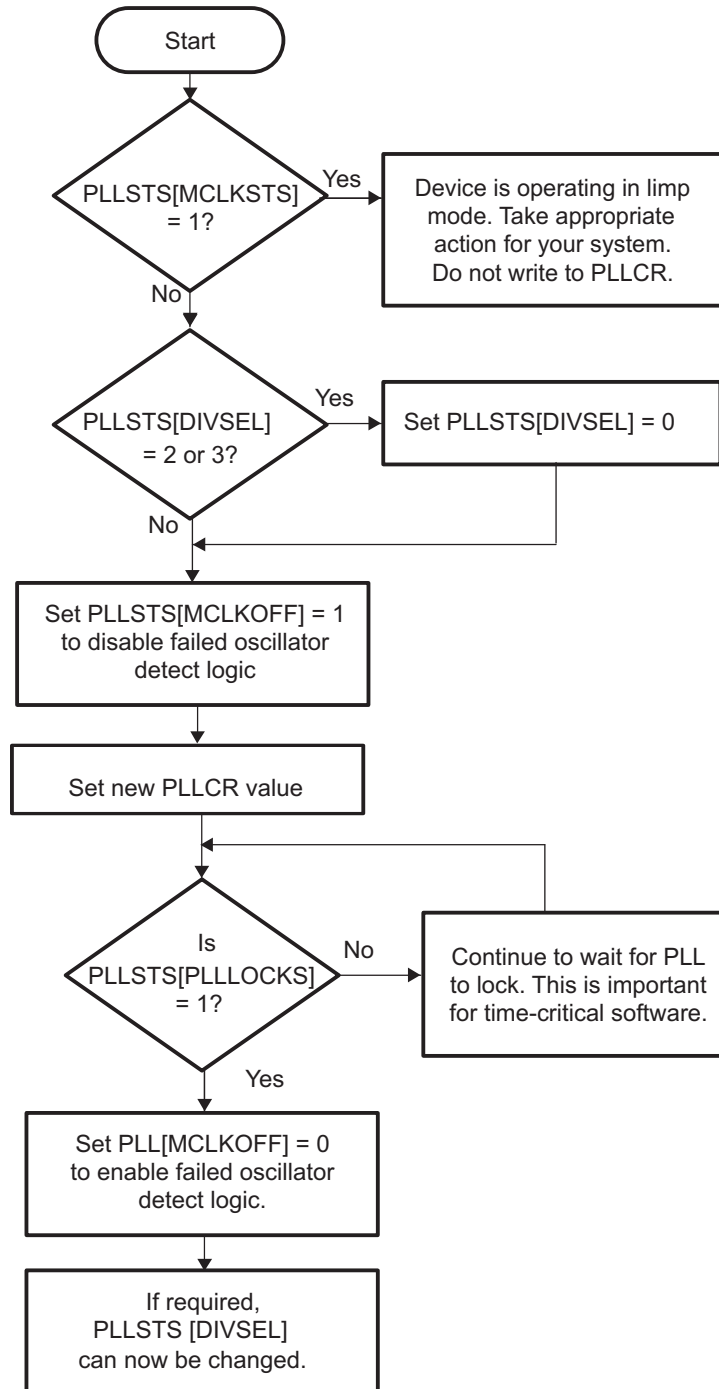 Start
PLLSTS[MCLKSTS]
= 1?
Yes
Device is operating in limp
mode. Take appropriate
action for your system.
Do not write to PLLCR.
No
PLLSTS[DIVSEL]
= 2 or 3?
Yes
Set PLLSTS[DIVSEL] = 0
No
Set PLLSTS[MCLKOFF] = 1
to disable failed oscillator
detect logic
Set new PLLCR value
Is
PLLSTS[PLLLOCKS]
= 1?
No
Continue to wait for PLL
to lock. This is important
for time-critical software.
Yes
Set PLL[MCLKOFF] = 0
to enable failed oscillator
detect logic.
If required,
PLLSTS [DIVSEL]
can now be changed.